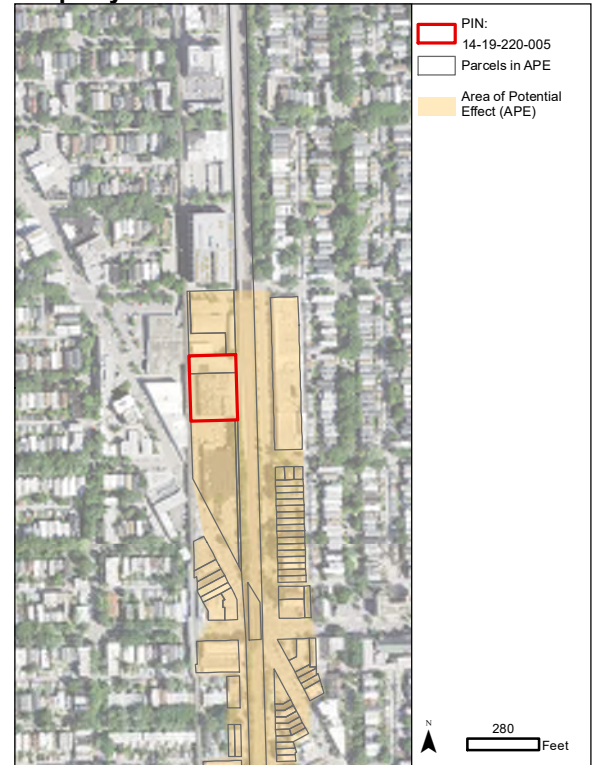 PIN:
14-19-220-005
Parcels in APE
Area of Potential
Effect (APE)
N
280
Feet